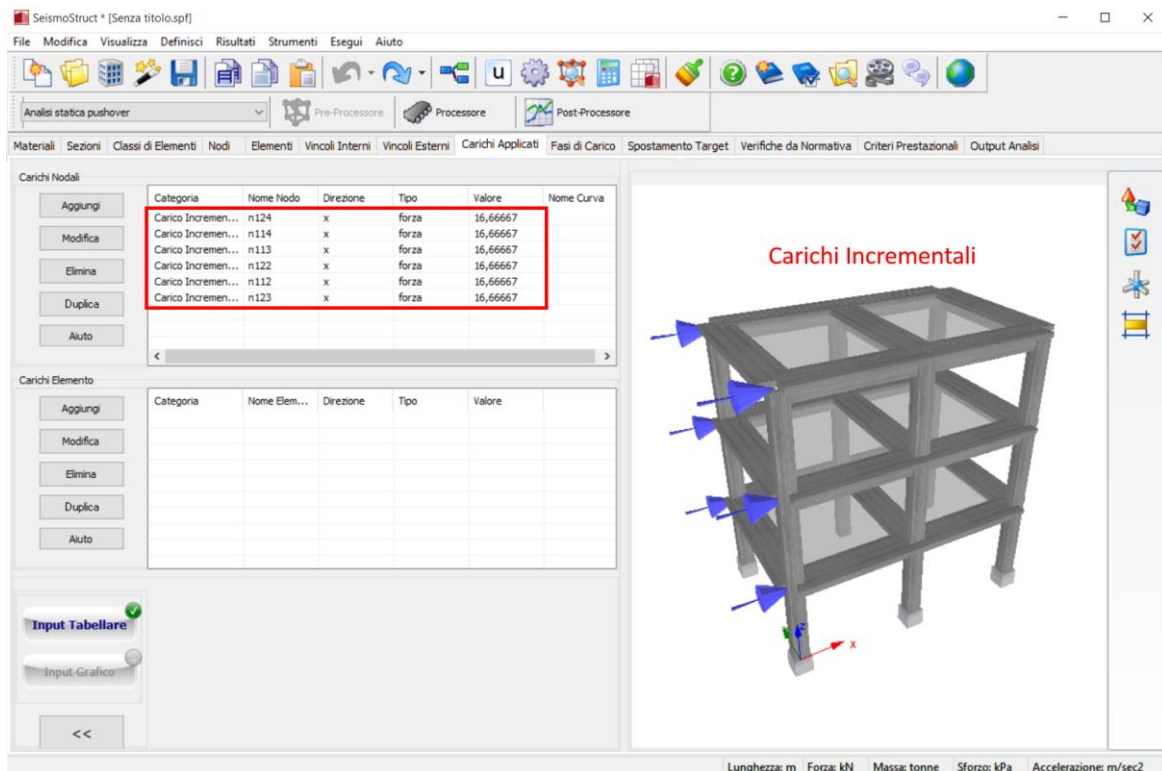 SeismoStruct * [Senza titolo.spf]
File Modifica Visualizza Definisci Risultati Strumenti Esegui Aiuto
Analisi statica pushover Pre-Processore Processore Post-Processore
Materiali Sezioni Classi di Elementi Nodi Elementi Vincoli Interni Vincoli Esterni Carichi Applicati Fasi di Carico Spostamento Target Verifiche da Normativa Criteri Prestazionali Output Analisi
Carichi Nodali
Aggiungi
Modifica
Elimina
Duplica
Aiuto
Categoria Nome Nodo Direzione Tipo Valore Nome Curva
Carico Incremen... n124 x forza 16,66667
Carico Incremen... n114 x forza 16,66667
Carico Incremen... n113 x forza 16,66667
Carico Incremen... n122 x forza 16,66667
Carico Incremen... n112 x forza 16,66667
Carico Incremen... n123 x forza 16,66667
Carichi Elemento
Aggiungi
Modifica
Elimina
Duplica
Aiuto
Categoria Nome Elem... Direzione Tipo Valore
Input Tabellare
Input Grafico
<<
Carichi Incrementali
z
x
Lunghezza: m Forza: kN Massa: tonne Sforzo: kPa Accelerazione: m/sec2